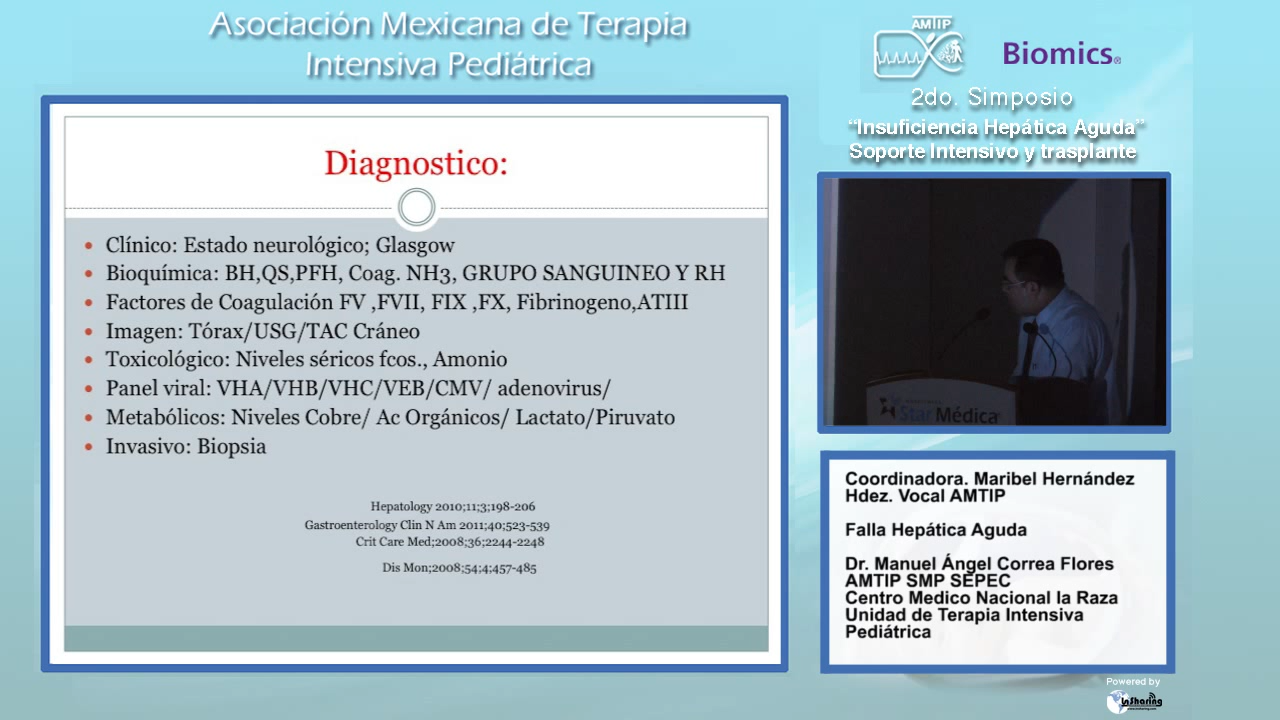 Asociación Mexicana de Terapia
Intensiva Pediátrica
Diagnostico:
• Clínico: Estado neurológico; Glasgow
• Bioquímica: BH,QS,PFH, Coag. NH3, GRUPO SANGUINEO Y RH
• Factores de Coagulación FV ,FVII, FIX ,FX, Fibrinogeno,ATIII
• Imagen: Tórax/USG/TAC Cráneo
• Toxicológico: Niveles séricos fcos., Amonio
• Panel viral: VHA/VHB/VHC/VEB/CMV/ adenovirus/
• Metabólicos: Niveles Cobre/ Ac Orgánicos/ Lactato/Piruvato
• Invasivo: Biopsia
Hepatology 2010;11;3;198-206
Gastroenterology Clin N Am 2011;40;523-539
Crit Care Med;2008;36;2244-2248
Dis Mon;2008;54;4;457-485
AMTIP
Biomics®
2do. Simposio
“Insuficiencia Hepática Aguda”
Soporte Intensivo y trasplante
Star Médica
Coordinadora. Maribel Hernández
Hdez. Vocal AMTIP
Falla Hepática Aguda
Dr. Manuel Ángel Correa Flores
AMTIP SMP SEPEC
Centro Medico Nacional la Raza
Unidad de Terapia Intensiva
Pediátrica
Powered by
InSharing